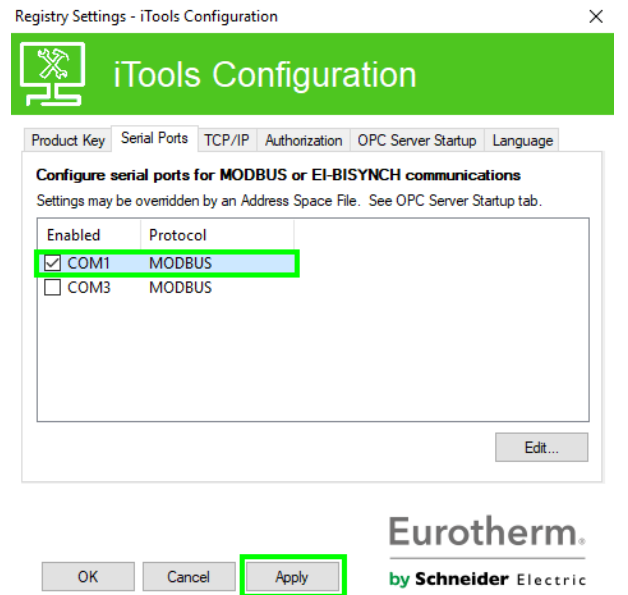 Registry Settings - iTools Configuration
iTools Configuration
Product Key Serial Ports TCP/IP Authorization OPC Server Startup Language
Configure serial ports for MODBUS or EI-BISYNCH communications
Settings may be overridden by an Address Space File. See OPC Server Startup tab.
Enabled Protocol
COM1 MODBUS
COM3 MODBUS
Edit...
Eurotherm.
OK Cancel Apply
by Schneider Electric